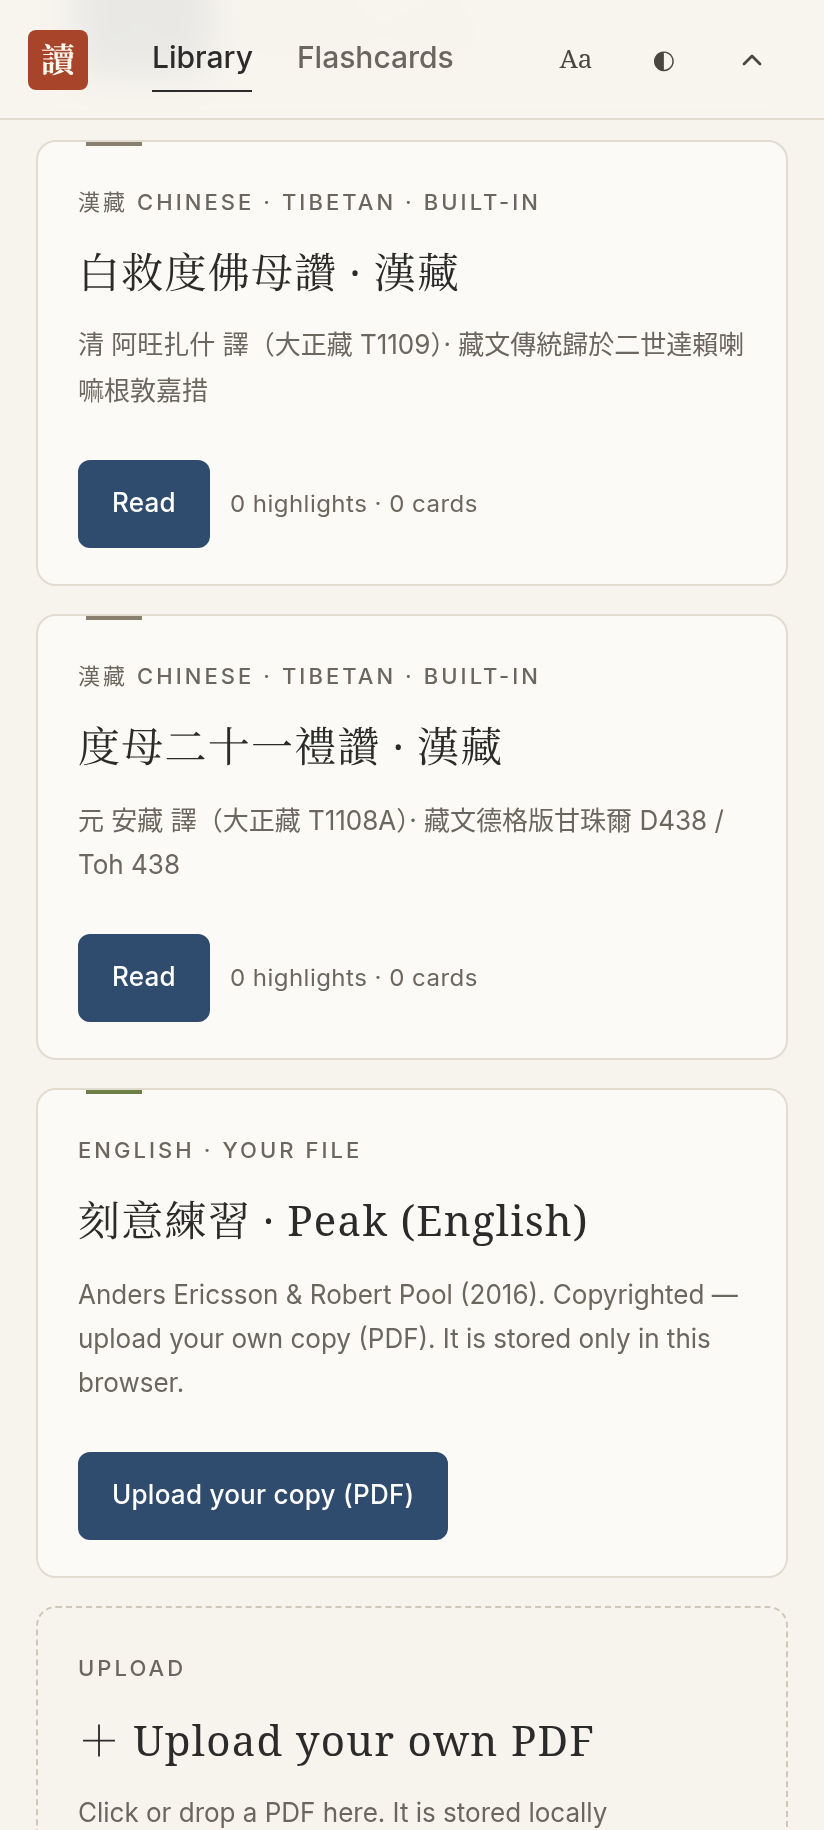 讀 Library Flashcards Aa
漢藏 CHINESE · TIBETAN · BUILT-IN
白救度佛母讚 · 漢藏
清 阿旺扎什 譯（大正藏 T1109）· 藏文傳統歸於二世達賴喇
嘛根敦嘉措
Read 0 highlights · 0 cards
漢藏 CHINESE · TIBETAN · BUILT-IN
度母二十一禮讚 · 漢藏
元 安藏 譯（大正藏 T1108A）· 藏文德格版甘珠爾 D438 /
Toh 438
Read 0 highlights · 0 cards
ENGLISH · YOUR FILE
刻意練習 · Peak (English)
Anders Ericsson & Robert Pool (2016). Copyrighted —
upload your own copy (PDF). It is stored only in this
browser.
Upload your copy (PDF)
UPLOAD
＋ Upload your own PDF
Click or drop a PDF here. It is stored locally